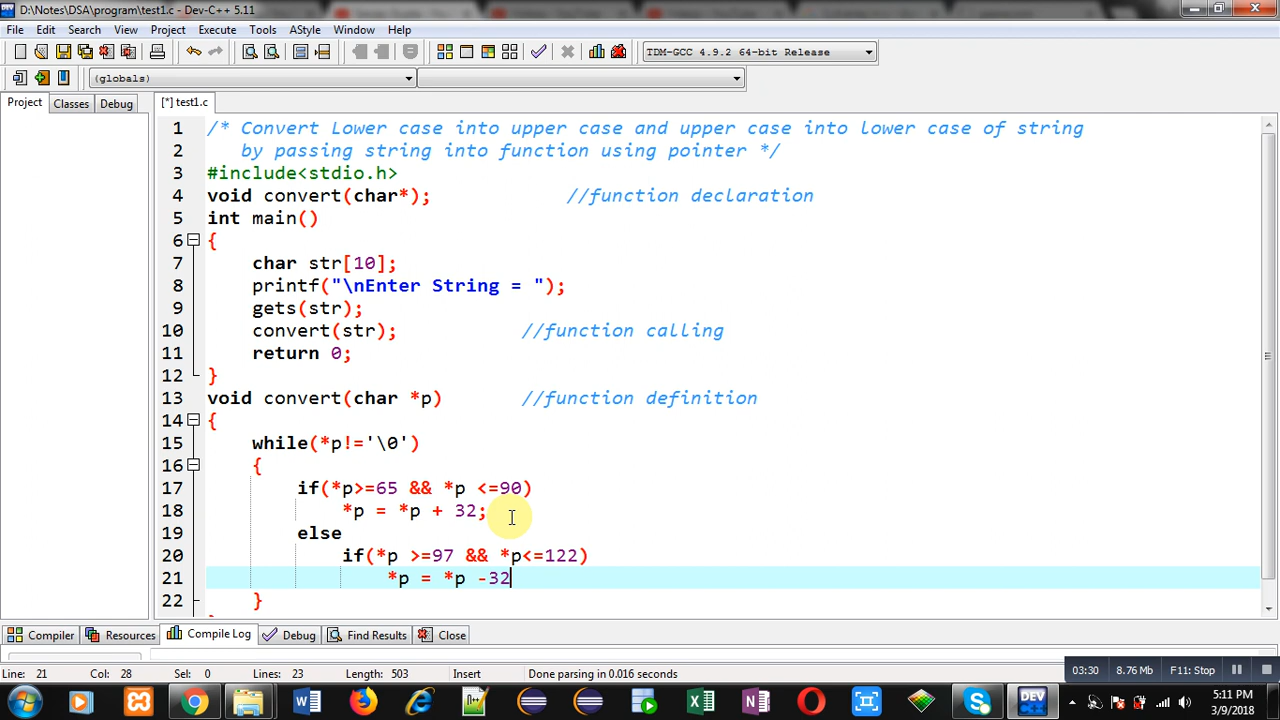 D:\Notes\DSA\program\test1.c - Dev-C++ 5.11
File Edit Search View Project Execute Tools AStyle Window Help
TDM-GCC 4.9.2 64-bit Release
(globals)
Project Classes Debug [*] test1.c
1 /* Convert Lower case into upper case and upper case into lower case of string
2 by passing string into function using pointer */
3 #include<stdio.h>
4 void convert(char*); //function declaration
5 int main()
6 {
7 char str[10];
8 printf("\nEnter String = ");
9 gets(str);
10 convert(str); //function calling
11 return 0;
12 }
13 void convert(char *p) //function definition
14 {
15 while(*p!='\0')
16 {
17 if(*p>=65 && *p <=90)
18 *p = *p + 32;
19 else
20 if(*p >=97 && *p<=122)
21 *p = *p -32
22 }
Compiler Resources Compile Log Debug Find Results Close
Line: 21 Col: 28 Sel: 0 Lines: 23 Length: 503 Insert Done parsing in 0.016 seconds
03:30 8.76 Mb F11: Stop
DEV
5:11 PM
3/9/2018